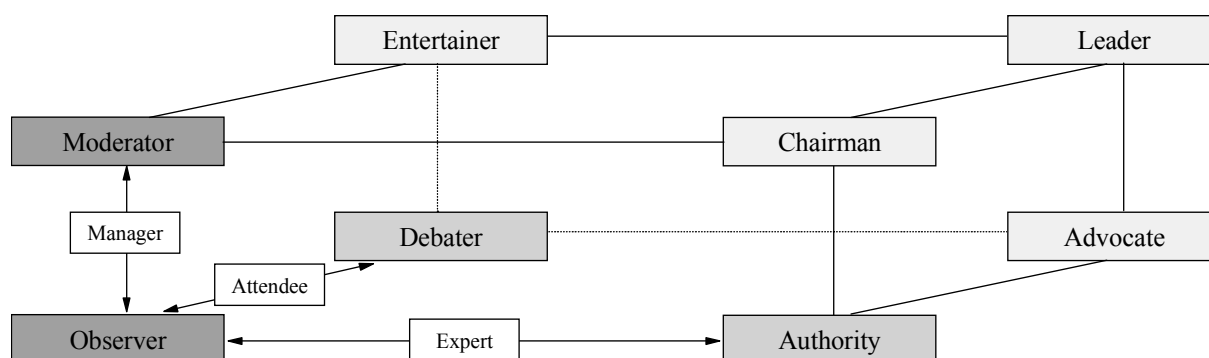 Entertainer
Leader
Moderator
Chairman
Manager
Debater
Advocate
Attendee
Observer
Expert
Authority